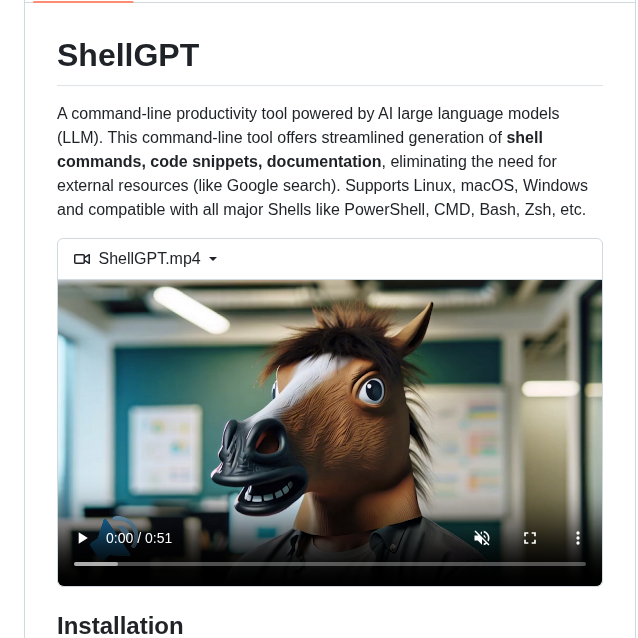 ShellGPT
A command-line productivity tool powered by AI large language models
(LLM). This command-line tool offers streamlined generation of shell
commands, code snippets, documentation, eliminating the need for
external resources (like Google search). Supports Linux, macOS, Windows
and compatible with all major Shells like PowerShell, CMD, Bash, Zsh, etc.
ShellGPT.mp4
0:00 / 0:51
Installation